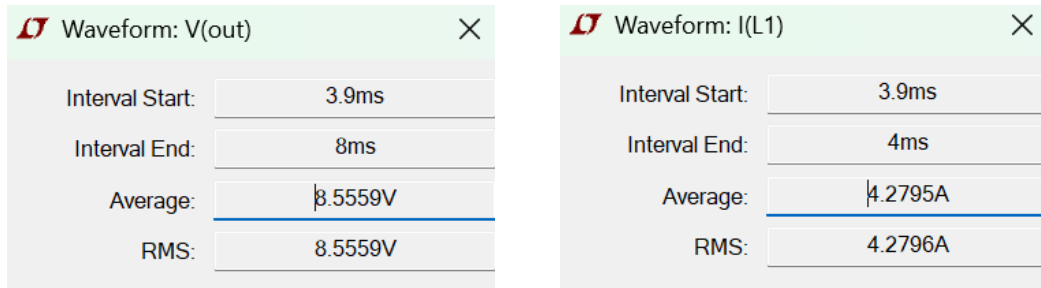 Waveform: V(out)
Interval Start: 3.9ms
Interval End: 8ms
Average: 8.5559V
RMS: 8.5559V
Waveform: I(L1)
Interval Start: 3.9ms
Interval End: 4ms
Average: 4.2795A
RMS: 4.2796A